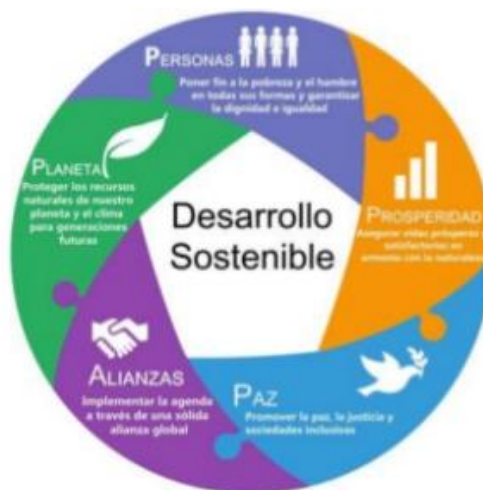 PERSONAS
Poner fin a la pobreza y el hambre
en todas sus formas y garantizar
la dignidad e igualdad
PROSPERIDAD
Asegurar vidas prósperas y
satisfactorias en
armonía con la naturaleza
PAZ
Promover la paz, la justicia y
sociedades inclusivas
ALIANZAS
Implementar la agenda
a través de una sólida
alianza global
PLANETA
Proteger los recursos
naturales de nuestro
planeta y el clima
para generaciones
futuras
Desarrollo
Sostenible